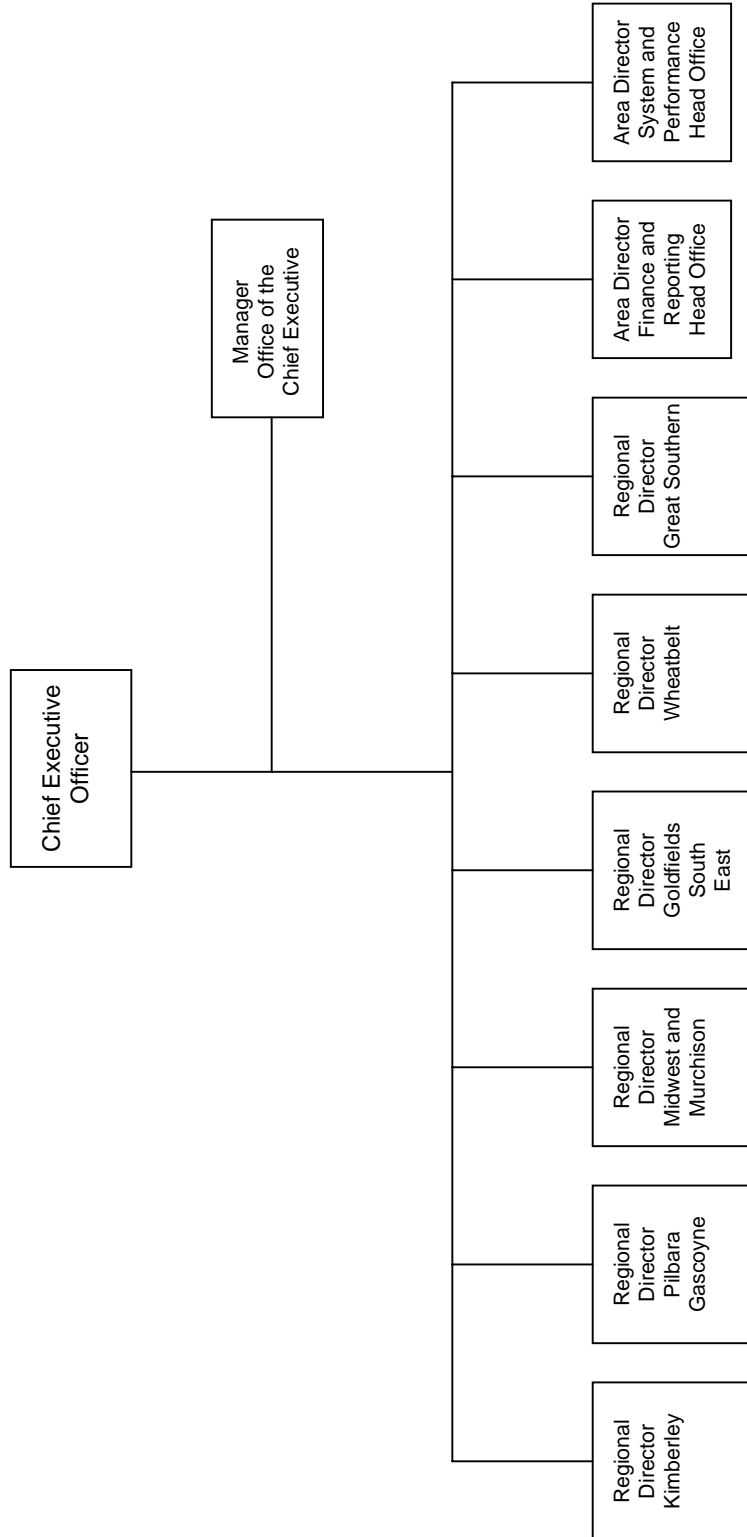 Chief Executive
Officer
Manager
Office of the
Chief Executive
Regional
Director
Kimberley
Regional
Director
Pilbara
Gascoyne
Regional
Director
Midwest and
Murchison
Regional
Director
Goldfields
South
East
Regional
Director
Wheatbelt
Regional
Director
Great Southern
Area Director
Finance and
Reporting
Head Office
Area Director
System and
Performance
Head Office